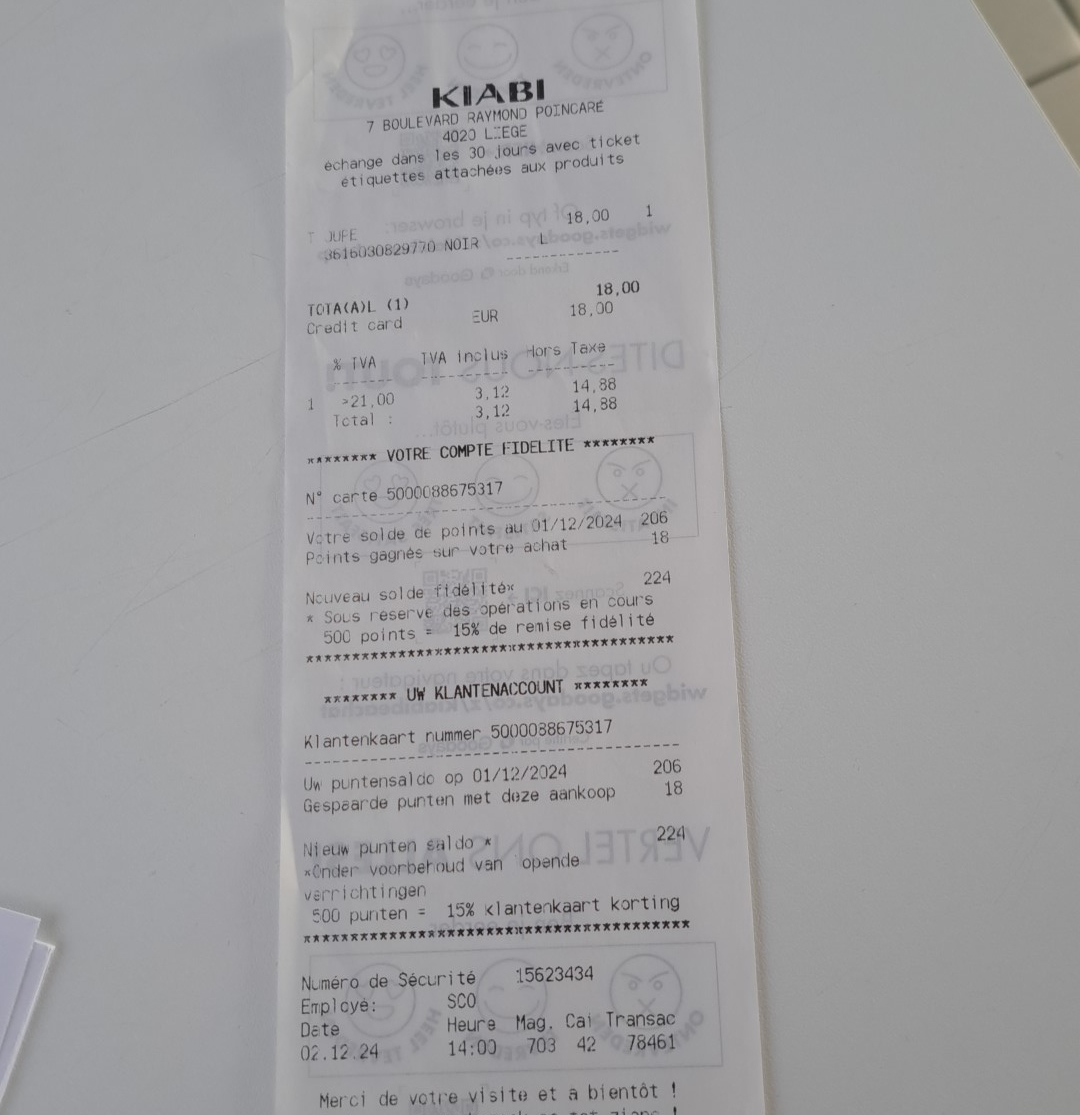 KIABI
7 BOULEVARD RAYMOND POINCARE
4020 LIEGE
échange dans les 30 jours avec ticket
étiquettes attachées aux produits
T JUPE 18,00 1
3616030829770 NOIR L
TOTA(A)L (1) 18,00
Credit card EUR 18,00
% TVA TVA inclus Hors Taxe
1 >21,00 3,12 14,88
Total : 3,12 14,88
******** VOTRE COMPTE FIDELITE ********
N° carte 5000088675317
Votre solde de points au 01/12/2024 206
Points gagnés sur votre achat 18
Nouveau solde fidélité* 224
* Sous reserve des opérations en cours
500 points = 15% de remise fidélité
****************************************
******** UW KLANTENACCOUNT ********
Klantenkaart nummer 5000088675317
Uw puntensaldo op 01/12/2024 206
Gespaarde punten met deze aankoop 18
Nieuw punten saldo * 224
*Onder voorbehoud van opende
verrichtingen
500 punten = 15% klantenkaart korting
****************************************
Numéro de Sécurité 15623434
Employé: SCO
Date Heure Mag. Cai Transac
02.12.24 14:00 703 42 78461
Merci de votre visite et a bientôt !